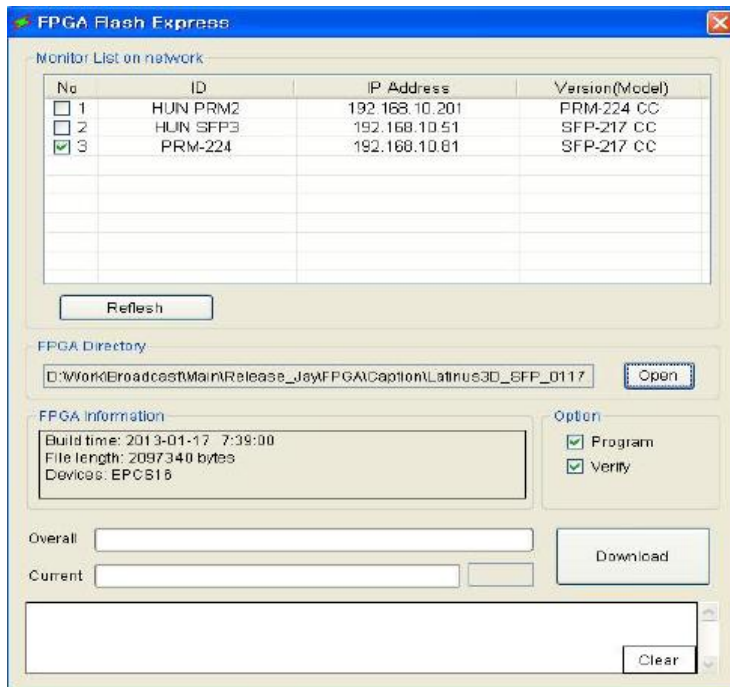 FPGA Flash Express
Monitor List on network
No ID IP Address Version(Model)
1 HUN PRM2 192.168.10.201 PRM-224 CC
2 HUN SFP3 192.168.10.51 SFP-217 CC
3 PRM-224 192.168.10.81 SFP-217 CC
Reflesh
FPGA Directory
D:\Work\Broadcast\Main\Release_Jay\FPGA\Caption\Latinus3D_SFP_0117 Open
FPGA Information
Build time: 2013-01-17 7:39:00
File length: 2097340 bytes
Devices: EPCS16
Option
Program
Verify
Overall
Current
Download
Clear